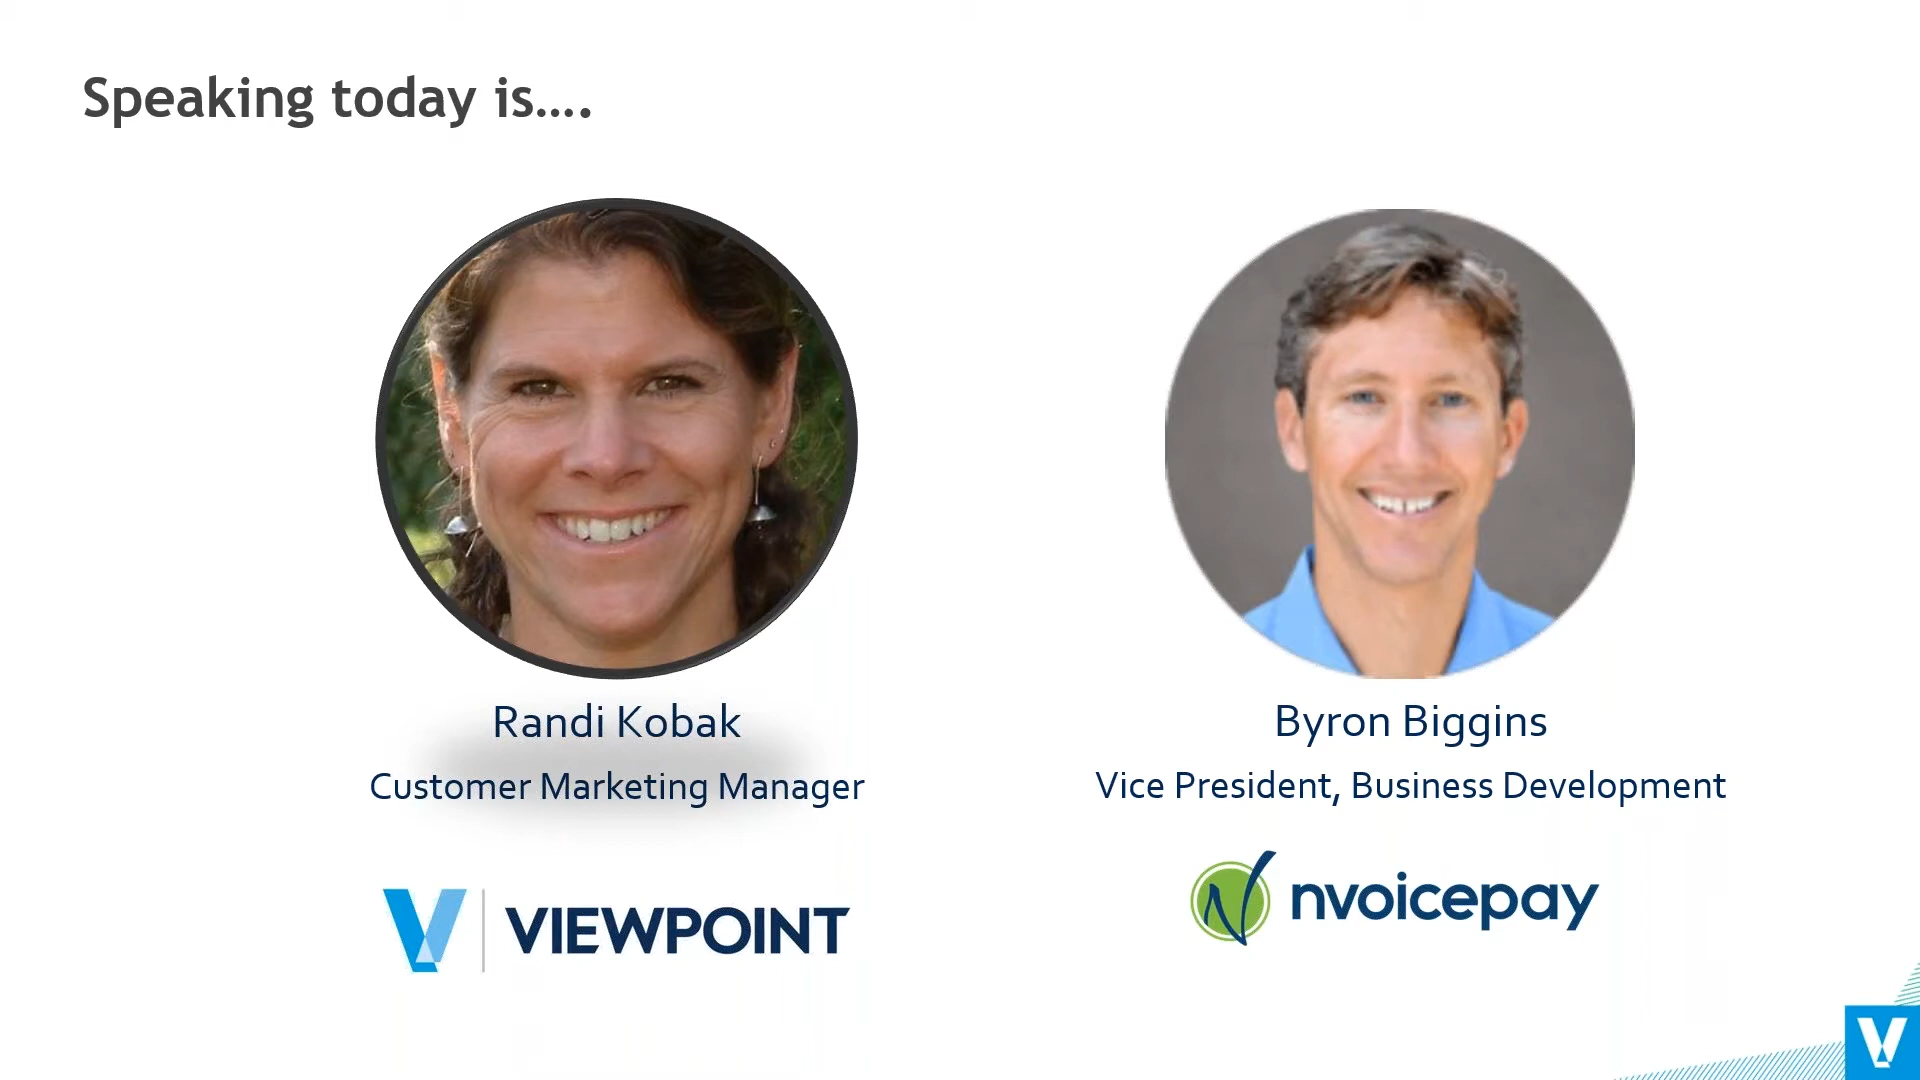 Speaking today is….
Randi Kobak
Customer Marketing Manager
VIEWPOINT
Byron Biggins
Vice President, Business Development
nvoicepay